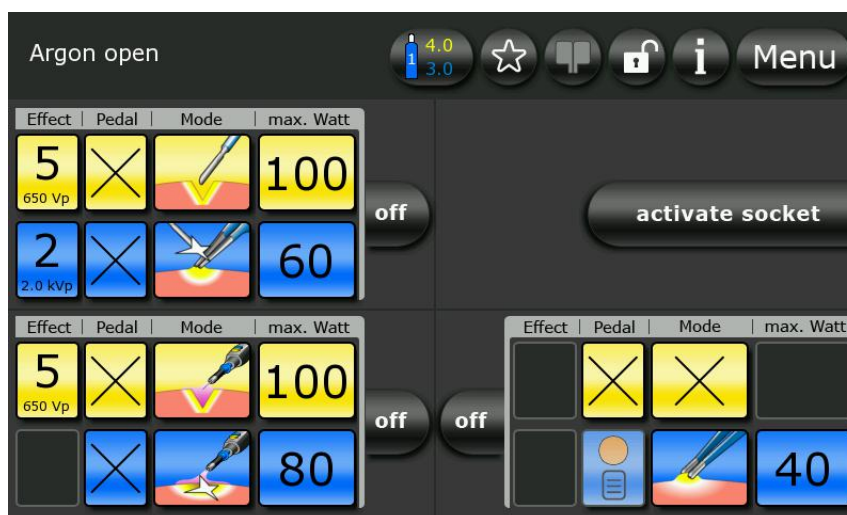 Argon open
1 4.0 3.0
Menu
Effect | Pedal | Mode | max. Watt
5 650 Vp 100
2 2.0 kVp 60
off
activate socket
Effect | Pedal | Mode | max. Watt
5 650 Vp 100
80
off
off
Effect | Pedal | Mode | max. Watt
40